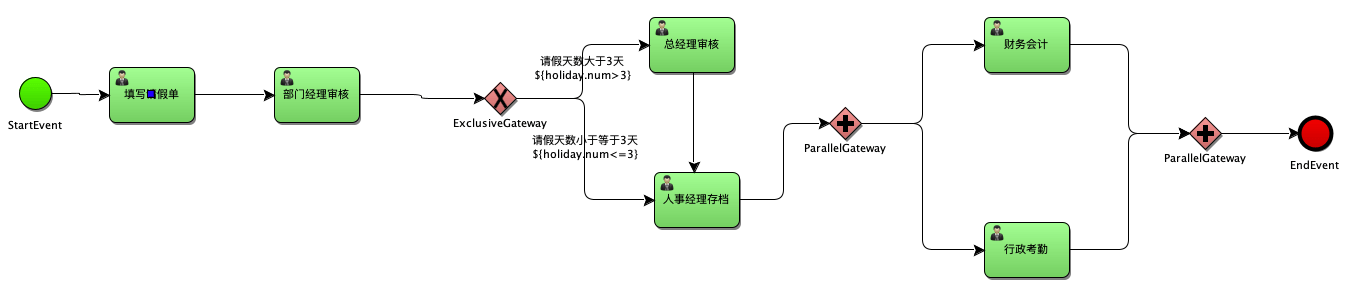 StartEvent
填写假单
部门经理审核
ExclusiveGateway
请假天数大于3天
${holiday.num>3}
请假天数小于等于3天
${holiday.num<=3}
总经理审核
人事经理存档
ParallelGateway
财务会计
行政考勤
ParallelGateway
EndEvent